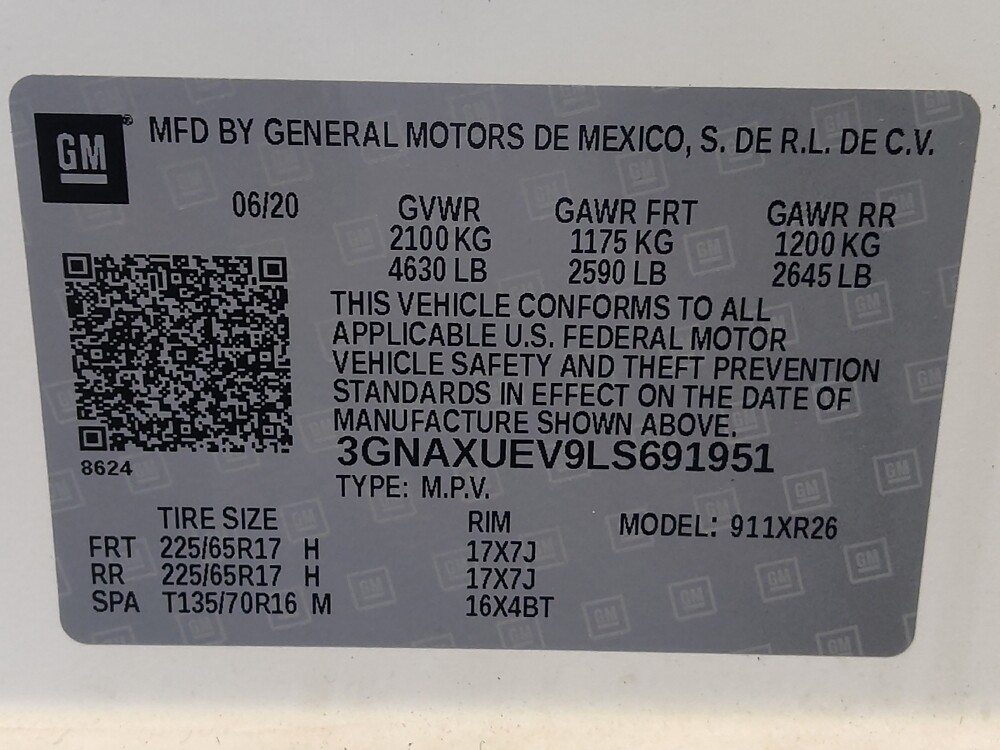 GM® MFD BY GENERAL MOTORS DE MEXICO, S. DE R.L. DE C.V.
06/20 GVWR GAWR FRT GAWR RR
2100 KG 1175 KG 1200 KG
4630 LB 2590 LB 2645 LB
THIS VEHICLE CONFORMS TO ALL
APPLICABLE U.S. FEDERAL MOTOR
VEHICLE SAFETY AND THEFT PREVENTION
STANDARDS IN EFFECT ON THE DATE OF
MANUFACTURE SHOWN ABOVE.
3GNAXUEV9LS691951
8624
TYPE: M.P.V.
TIRE SIZE RIM MODEL: 911XR26
FRT 225/65R17 H 17X7J
RR 225/65R17 H 17X7J
SPA T135/70R16 M 16X4BT